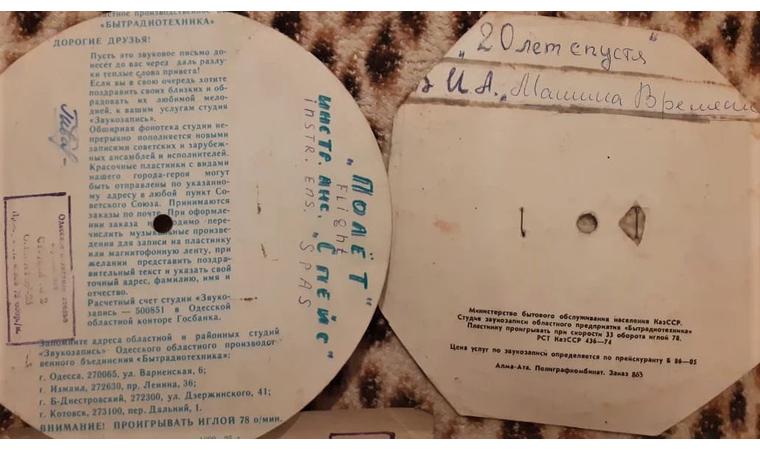 „БЫТРАДИОТЕХНИКА“
ДОРОГИЕ ДРУЗЬЯ!
Пусть это звуковое письмо до-
несёт до вас через даль разлу-
ки теплые слова привета!
Если вы в свою очередь хотите
поздравить своих близких и об-
радовать их любимой мело-
дией, к вашим услугам студия
«Звукозапись».
Обширная фонотека студии не-
прерывно пополняется новыми
записями советских и зарубеж-
ных ансамблей и исполнителей.
Красочные пластинки с видами
нашего города-героя могут
быть отправлены по указанно-
му адресу в любой пункт Со-
ветского Союза. Принимаются
заказы по почте. При оформле-
нии заказа необходимо пере-
числить музыкальные произве-
дения для записи на пластинку
или магнитофонную ленту, при
желании представить поздра-
вительный текст и указать свой
точный адрес, фамилию, имя и
отчество.
Расчетный счет студии «Звуко-
запись» — 500851 в Одесской
областной конторе Госбанка.
Запомните адреса областной и районных студий
«Звукозапись» Одесского областного производст-
венного объединения «Бытрадиотехника»:
г. Одесса, 270065, ул. Варненская, 6;
г. Измаил, 272630, пр. Ленина, 36;
г. Б-Днестровский, 272300, ул. Дзержинского, 41;
г. Котовск, 273100, пер. Дальний, 1.
ВНИМАНИЕ! ПРОИГРЫВАТЬ ИГЛОЙ 78 о/мин.
„ПОЛЁТ“
FLight
ИНСТР. АНС. „СПЕЙС“
INSTR. ENS. SPAS
„20 лет спустя“
В И.А. „Машина Времени
Министерство бытового обслуживания населения КазССР.
Студия звукозаписи областного предприятия «Бытрадиотехника»
Пластинку проигрывать при скорости 33 оборота иглой 78.
РСТ КазССР 436—74
Цена услуг по звукозаписи определяется по прейскуранту Б 86—05
Алма-Ата. Полиграфкомбинат. Заказ 863